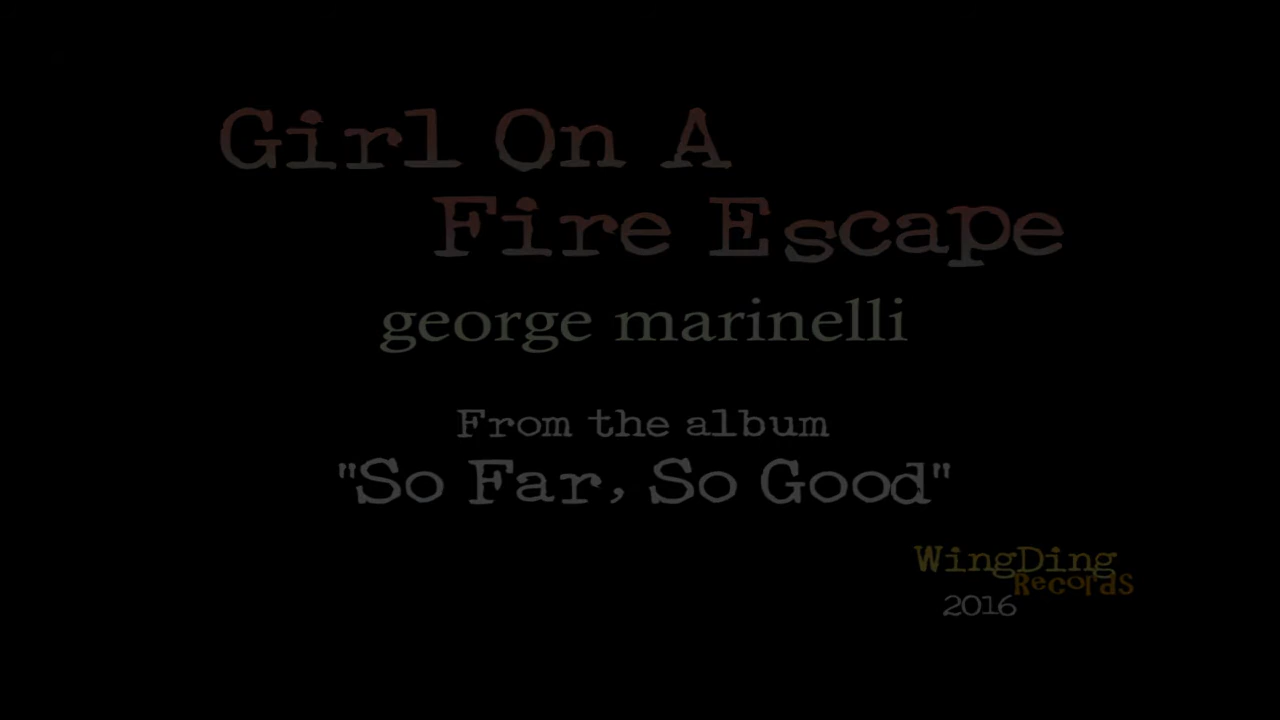 Girl On A
Fire Escape
george marinelli
From the album
"So Far, So Good"
WingDing
Records
2016